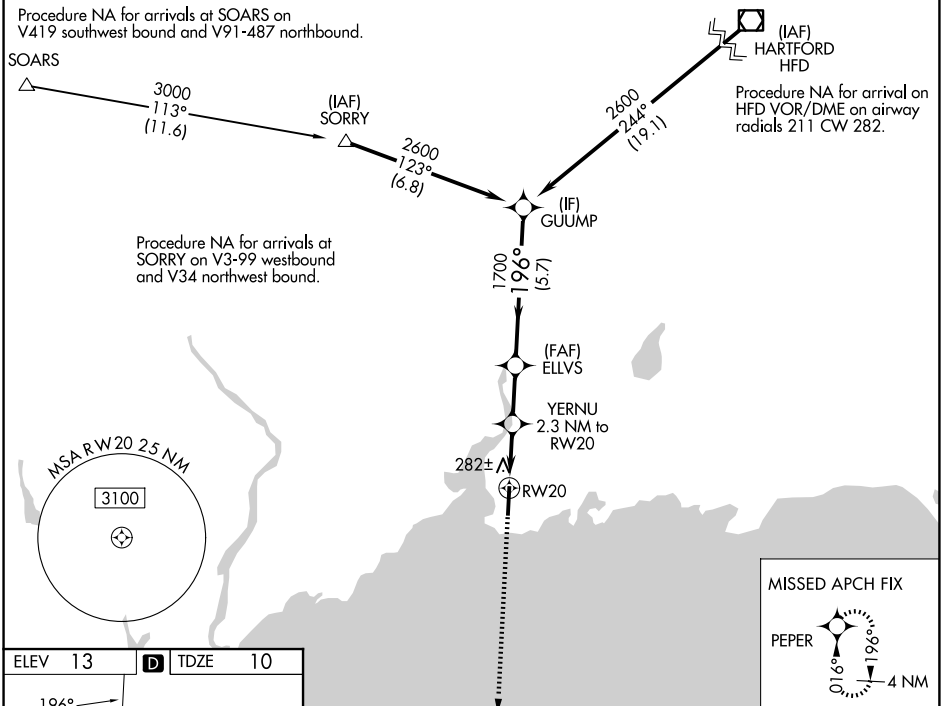 Procedure NA for arrivals at SOARS on
V419 southwest bound and V91-487 northbound.
SOARS
3000
113°
(11.6)
(IAF)
SORRY
2600
123°
(6.8)
(IAF)
HARTFORD
HFD
Procedure NA for arrival on
HFD VOR/DME on airway
radials 211 CW 282.
2600
244°
(19.1)
(IF)
GUUMP
Procedure NA for arrivals at
SORRY on V3-99 westbound
and V34 northwest bound.
1700
196°
(5.7)
(FAF)
ELLVS
YERNU
2.3 NM to
RW20
282±
RW20
MSA RW20 25 NM
3100
MISSED APCH FIX
PEPER
196°
016°
4 NM
ELEV 13 D TDZE 10
196°